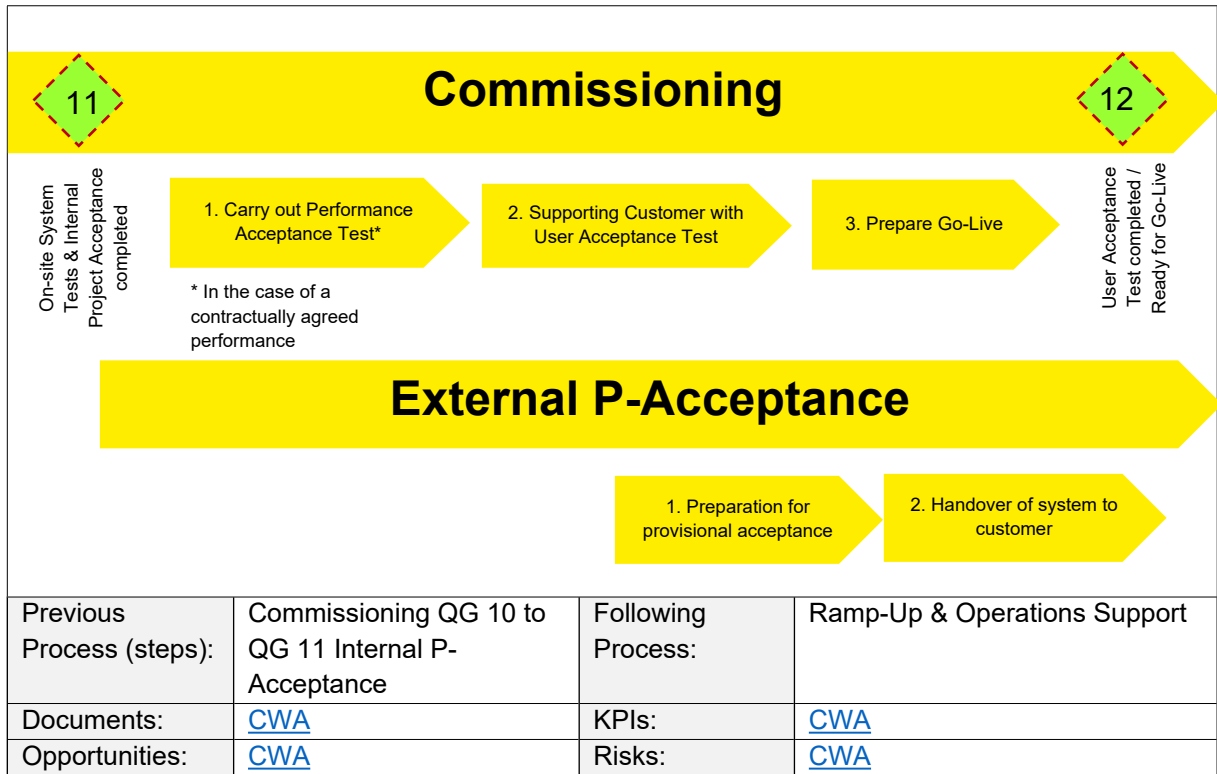 Commissioning
11
12
On-site System
Tests & Internal
Project Acceptance
completed
1. Carry out Performance
Acceptance Test*
2. Supporting Customer with
User Acceptance Test
3. Prepare Go-Live
User Acceptance
Test completed /
Ready for Go-Live
* In the case of a
contractually agreed
performance
External P-Acceptance
1. Preparation for
provisional acceptance
2. Handover of system to
customer
Previous
Process (steps):
Commissioning QG 10 to
QG 11 Internal P-
Acceptance
Following
Process:
Ramp-Up & Operations Support
Documents:
CWA
KPIs:
CWA
Opportunities:
CWA
Risks:
CWA